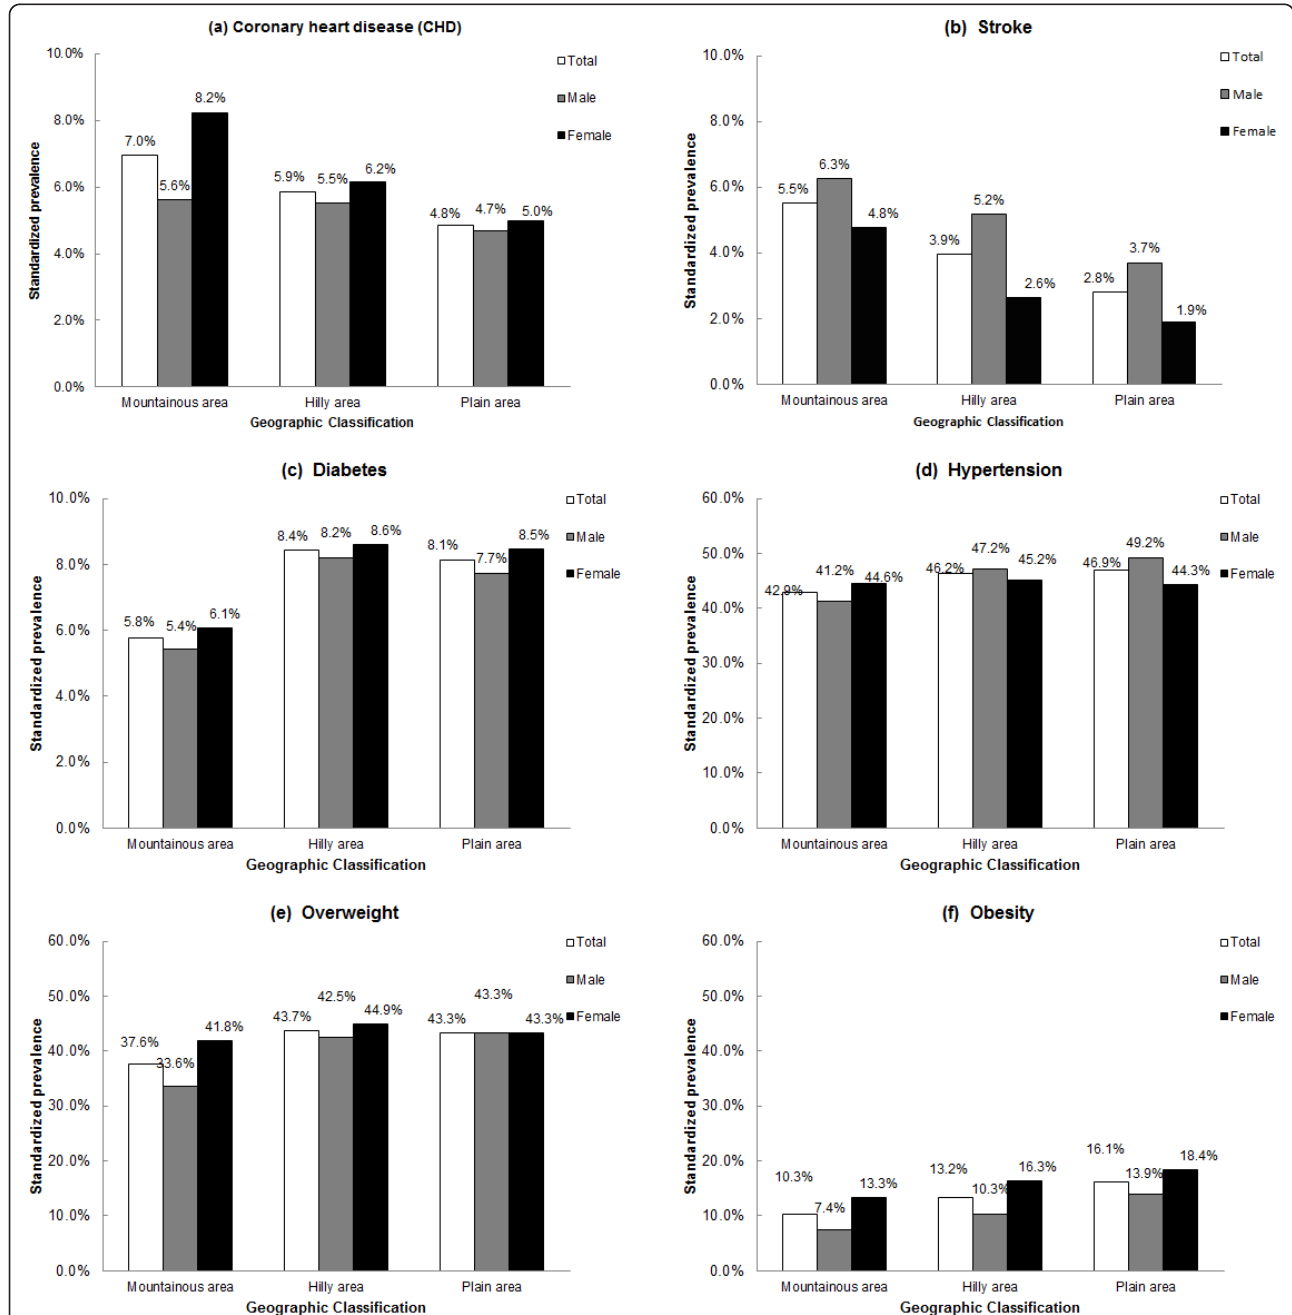 (a) Coronary heart disease (CHD)
10.0%
8.0%
6.0%
4.0%
2.0%
0.0%
Standardized prevalence
7.0%
5.6%
8.2%
5.9%
5.5%
6.2%
4.8%
4.7%
5.0%
Total
Male
Female
Mountainous area
Hilly area
Plain area
Geographic Classification
(b) Stroke
10.0%
8.0%
6.0%
4.0%
2.0%
0.0%
Standardized prevalence
5.5%
6.3%
4.8%
3.9%
5.2%
2.6%
2.8%
3.7%
1.9%
Total
Male
Female
Mountainous area
Hilly area
Plain area
Geographic Classification
(c) Diabetes
10.0%
8.0%
6.0%
4.0%
2.0%
0.0%
Standardized prevalence
5.8%
5.4%
6.1%
8.4%
8.2%
8.6%
8.1%
7.7%
8.5%
Total
Male
Female
Mountainous area
Hilly area
Plain area
Geographic Classification
(d) Hypertension
60.0%
50.0%
40.0%
30.0%
20.0%
10.0%
0.0%
Standardized prevalence
42.9%
41.2%
44.6%
46.2%
47.2%
45.2%
46.9%
49.2%
44.3%
Total
Male
Female
Mountainous area
Hilly area
Plain area
Geographic Classification
(e) Overweight
60.0%
50.0%
40.0%
30.0%
20.0%
10.0%
0.0%
Standardized prevalence
37.6%
33.6%
41.8%
43.7%
42.5%
44.9%
43.3%
43.3%
43.3%
Total
Male
Female
Mountainous area
Hilly area
Plain area
Geographic Classification
(f) Obesity
60.0%
50.0%
40.0%
30.0%
20.0%
10.0%
0.0%
Standardized prevalence
10.3%
7.4%
13.3%
13.2%
10.3%
16.3%
16.1%
13.9%
18.4%
Total
Male
Female
Mountainous area
Hilly area
Plain area
Geographic Classification